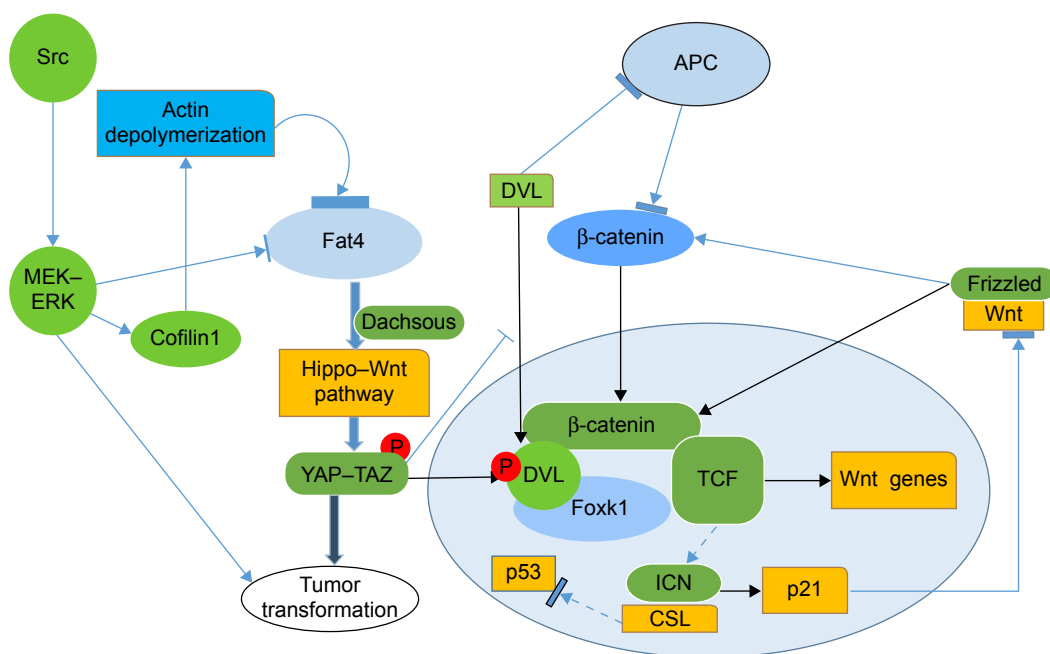 Src
APC
Actin
depolymerization
DVL
Fat4
β-catenin
MEK–
ERK
Frizzled
Wnt
Dachsous
Cofilin1
Hippo–Wnt
pathway
β-catenin
P
YAP–TAZ
P
DVL
TCF
Wnt genes
Foxk1
p53
ICN
p21
CSL
Tumor
transformation